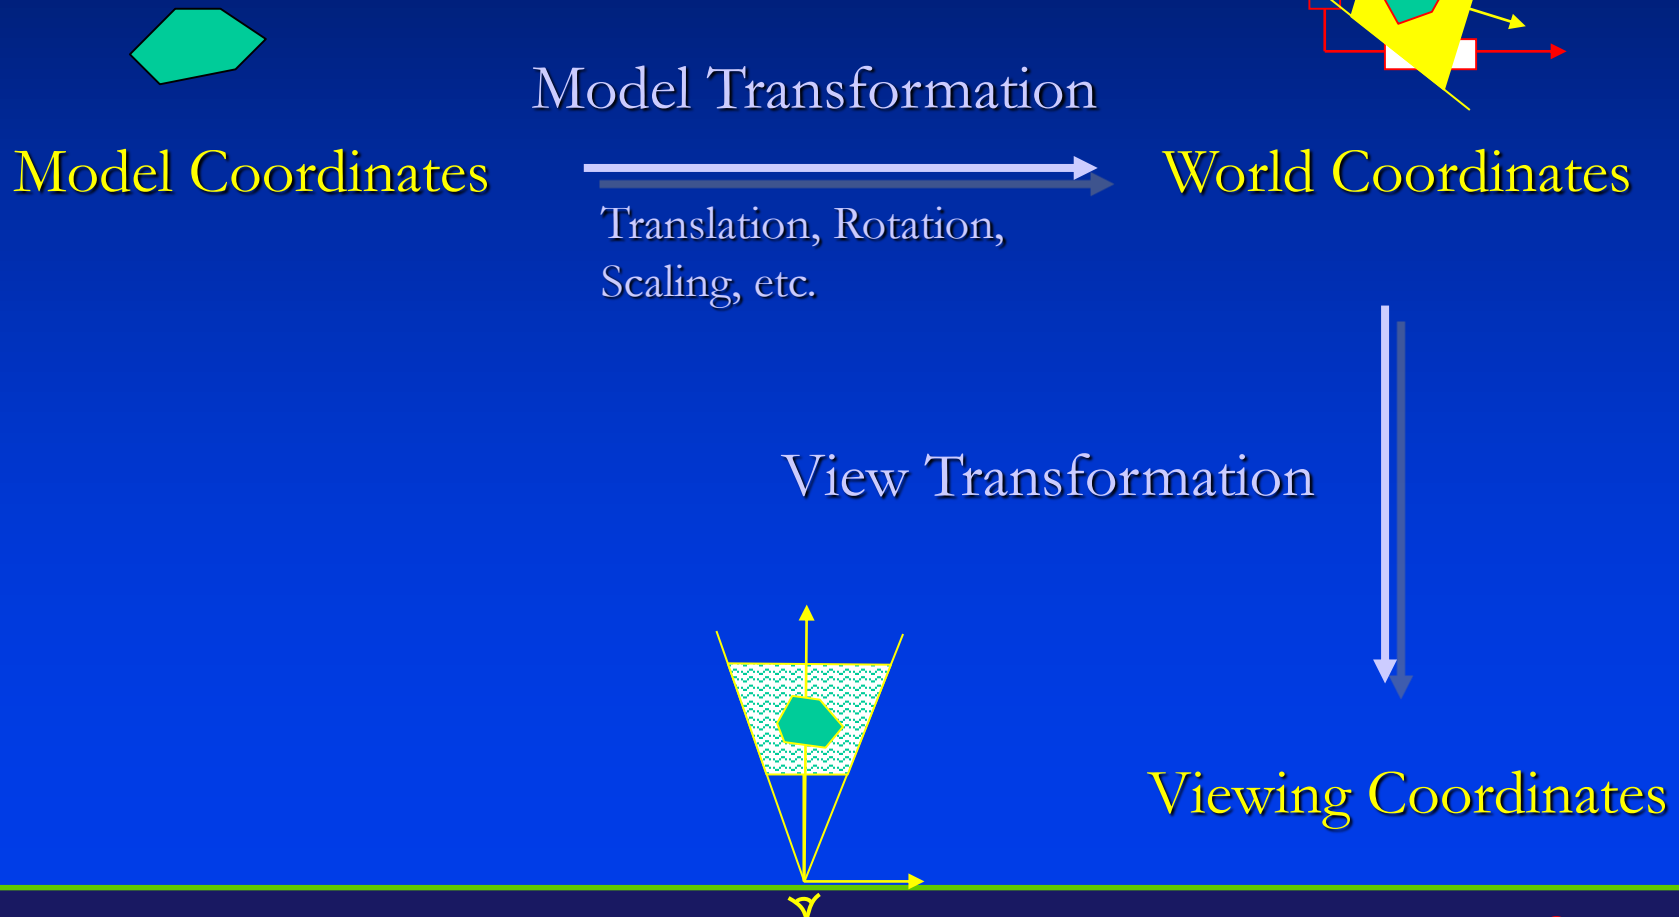 Model Transformation
Model Coordinates
World Coordinates
Translation, Rotation,
Scaling, etc.
View Transformation
Viewing Coordinates